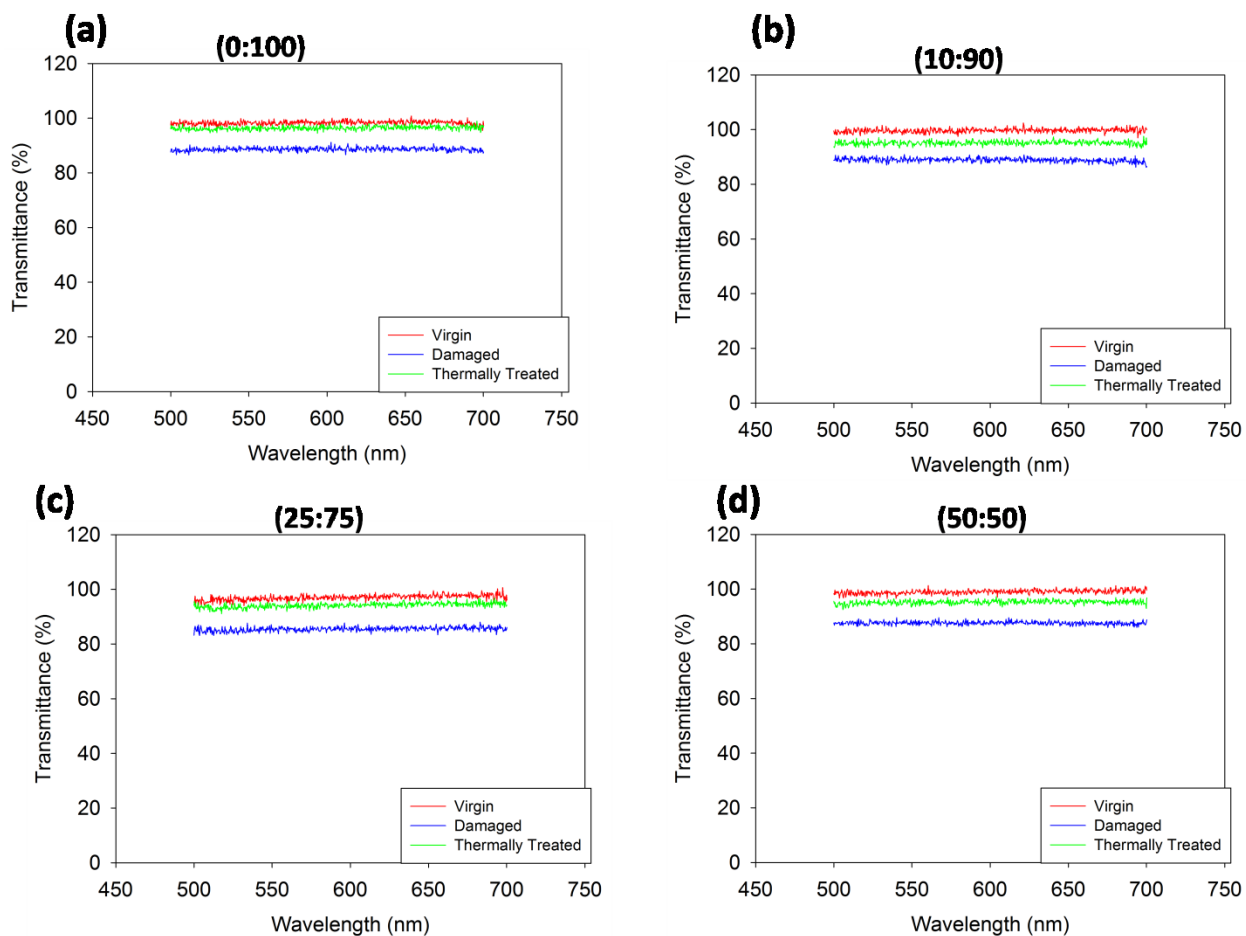 (a)
(0:100)
120
100
80
60
40
20
0
Transmittance (%)
Virgin
Damaged
Thermally Treated
450 500 550 600 650 700 750
Wavelength (nm)
(b)
(10:90)
120
100
80
60
40
20
0
Transmittance (%)
Virgin
Damaged
Thermally Treated
450 500 550 600 650 700 750
Wavelength (nm)
(c)
(25:75)
120
100
80
60
40
20
0
Transmittance (%)
Virgin
Damaged
Thermally Treated
450 500 550 600 650 700 750
Wavelength (nm)
(d)
(50:50)
120
100
80
60
40
20
0
Transmittance (%)
Virgin
Damaged
Thermally Treated
450 500 550 600 650 700 750
Wavelength (nm)